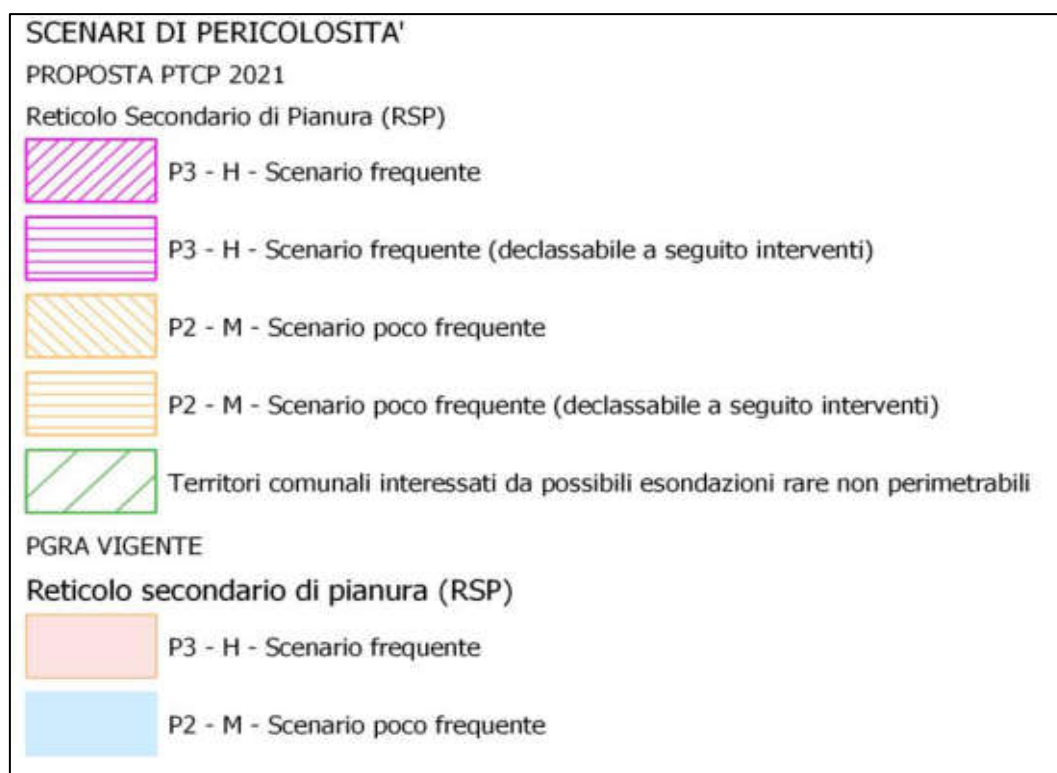 SCENARI DI PERICOLOSITA'
PROPOSTA PTCP 2021
Reticolo Secondario di Pianura (RSP)
P3 - H - Scenario frequente
P3 - H - Scenario frequente (declassabile a seguito interventi)
P2 - M - Scenario poco frequente
P2 - M - Scenario poco frequente (declassabile a seguito interventi)
Territori comunali interessati da possibili esondazioni rare non perimetrabili
PGRA VIGENTE
Reticolo secondario di pianura (RSP)
P3 - H - Scenario frequente
P2 - M - Scenario poco frequente